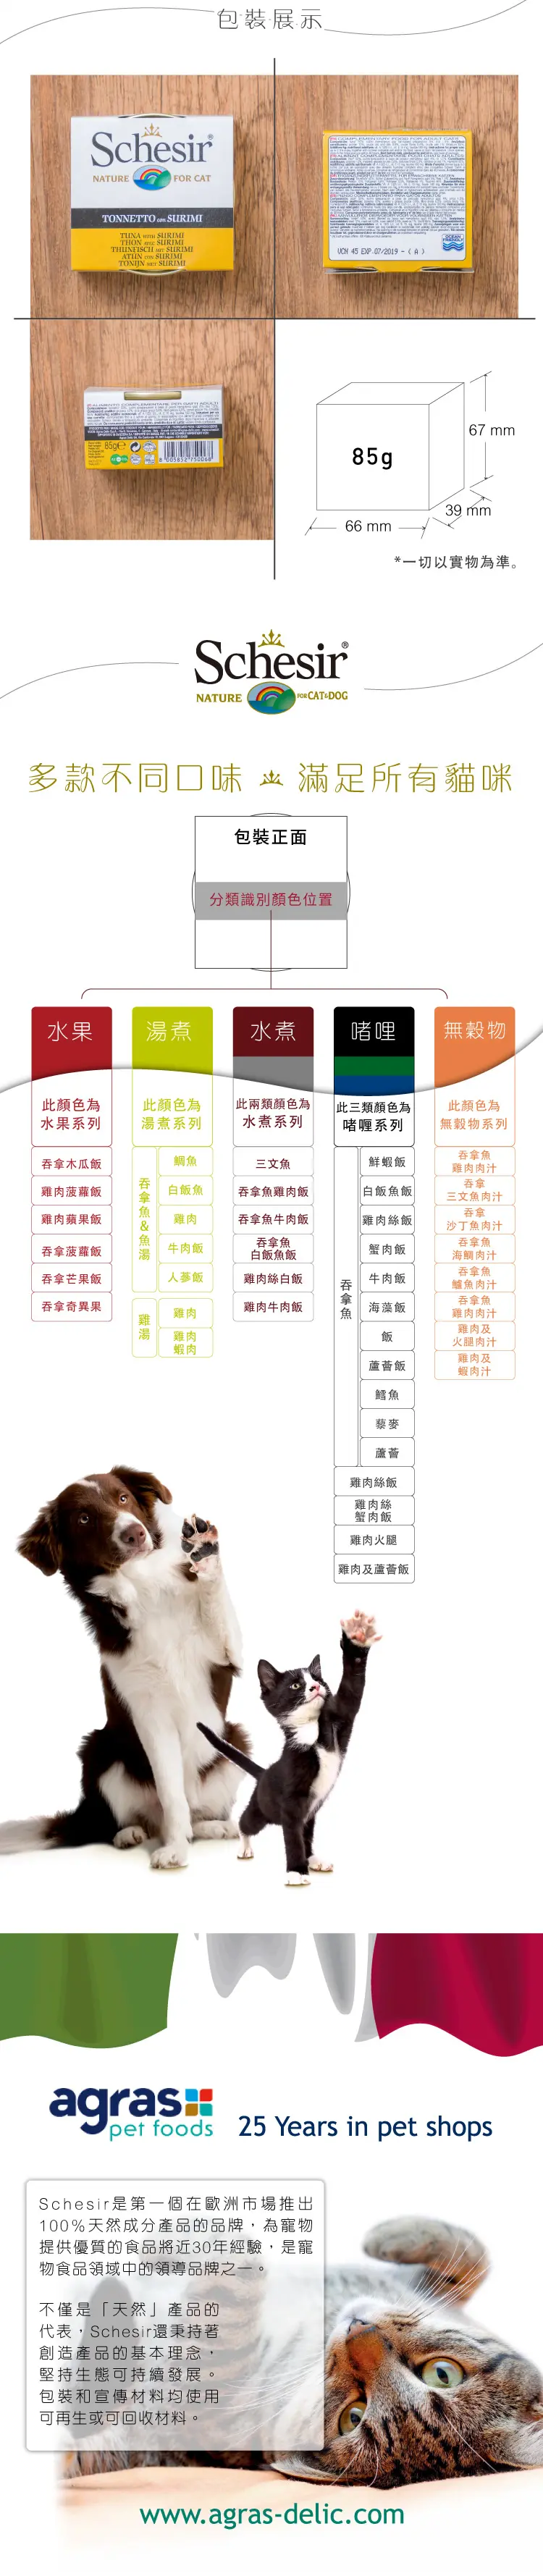 包裝展示
Schesir®
NATURE FOR CAT
TONNETTO con SURIMI
TUNA WITH SURIMI
THON AVEC SURIMI
THUNFISCH MIT SURIMI
ATÚN CON SURIMI
TONIJN MET SURIMI
VCN 45 EXP.07/2019 - ( A )
85g
85g
67 mm
39 mm
66 mm
*一切以實物為準。
Schesir®
NATURE FOR CAT&DOG
多款不同口味 滿足所有貓咪
包裝正面
分類識別顏色位置
水果
此顏色為
水果系列
吞拿木瓜飯
雞肉菠蘿飯
雞肉蘋果飯
吞拿菠蘿飯
吞拿芒果飯
吞拿奇異果
湯煮
此顏色為
湯煮系列
吞拿魚&魚湯
鯛魚
白飯魚
雞肉
牛肉飯
人蔘飯
雞湯
雞肉
雞肉
蝦肉
水煮
此兩類顏色為
水煮系列
三文魚
吞拿魚雞肉飯
吞拿魚牛肉飯
吞拿魚
白飯魚飯
雞肉絲白飯
雞肉牛肉飯
啫哩
此三類顏色為
啫喱系列
吞拿魚
鮮蝦飯
白飯魚飯
雞肉絲飯
蟹肉飯
牛肉飯
海藻飯
飯
蘆薈飯
鱈魚
藜麥
蘆薈
雞肉絲飯
雞肉絲
蟹肉飯
雞肉火腿
雞肉及蘆薈飯
無穀物
此顏色為
無穀物系列
吞拿魚
雞肉肉汁
吞拿
三文魚肉汁
吞拿
沙丁魚肉汁
吞拿魚
海鯛肉汁
吞拿魚
鱸魚肉汁
吞拿魚
雞肉肉汁
雞肉及
火腿肉汁
雞肉及
蝦肉汁
agras
pet foods
25 Years in pet shops
Schesir是第一個在歐洲市場推出
100%天然成分產品的品牌，為寵物
提供優質的食品將近30年經驗，是寵
物食品領域中的領導品牌之一。
不僅是「天然」產品的
代表，Schesir還秉持著
創造產品的基本理念，
堅持生態可持續發展。
包裝和宣傳材料均使用
可再生或可回收材料。
www.agras-delic.com